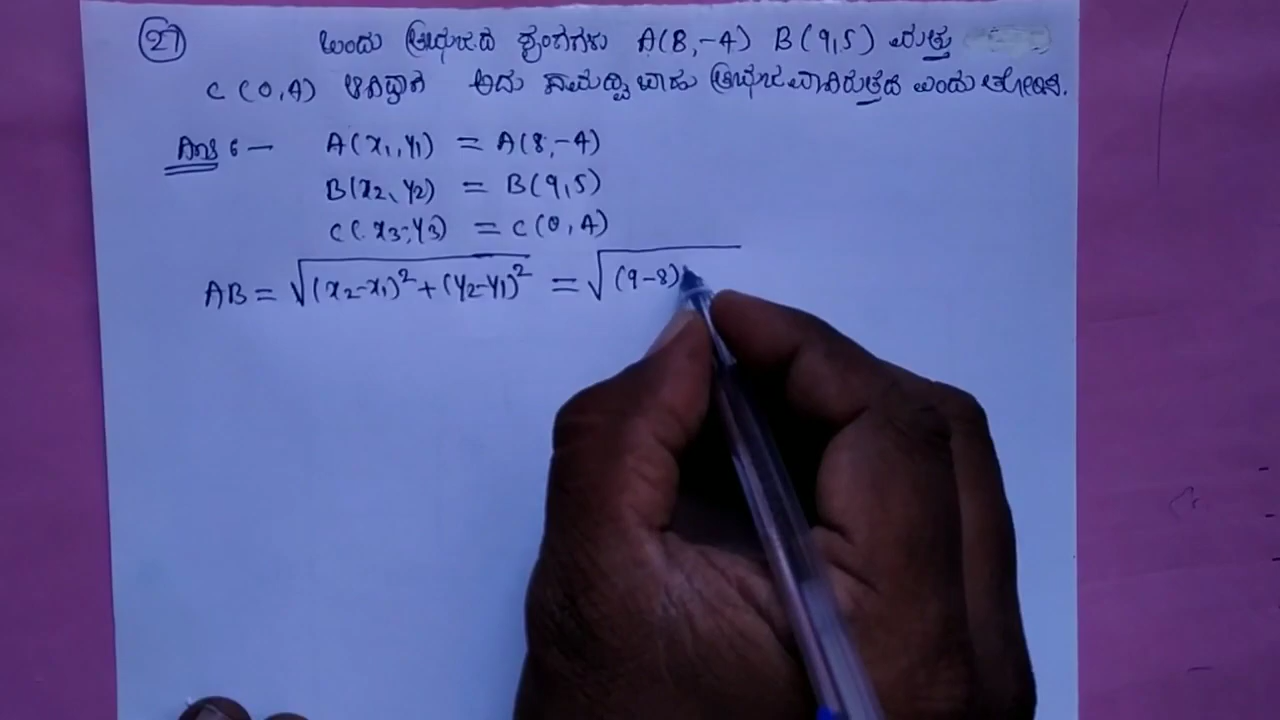 27 ಒಂದು ತ್ರಿಭುಜದ ಶೃಂಗಗಳು A(8,-4) B(9,5) ಮತ್ತು
C(0,4) ಆಗಿದ್ದಾಗ ಅದು ಸಮದ್ವಿಬಾಹು ತ್ರಿಭುಜವಾಗಿರುತ್ತದೆ ಎಂದು ತೋರಿಸಿ.
Ans:- A(x₁,y₁) = A(8,-4)
B(x₂,y₂) = B(9,5)
C(x₃,y₃) = C(0,4)
AB = √(x₂-x₁)²+(y₂-y₁)² = √(9-8)